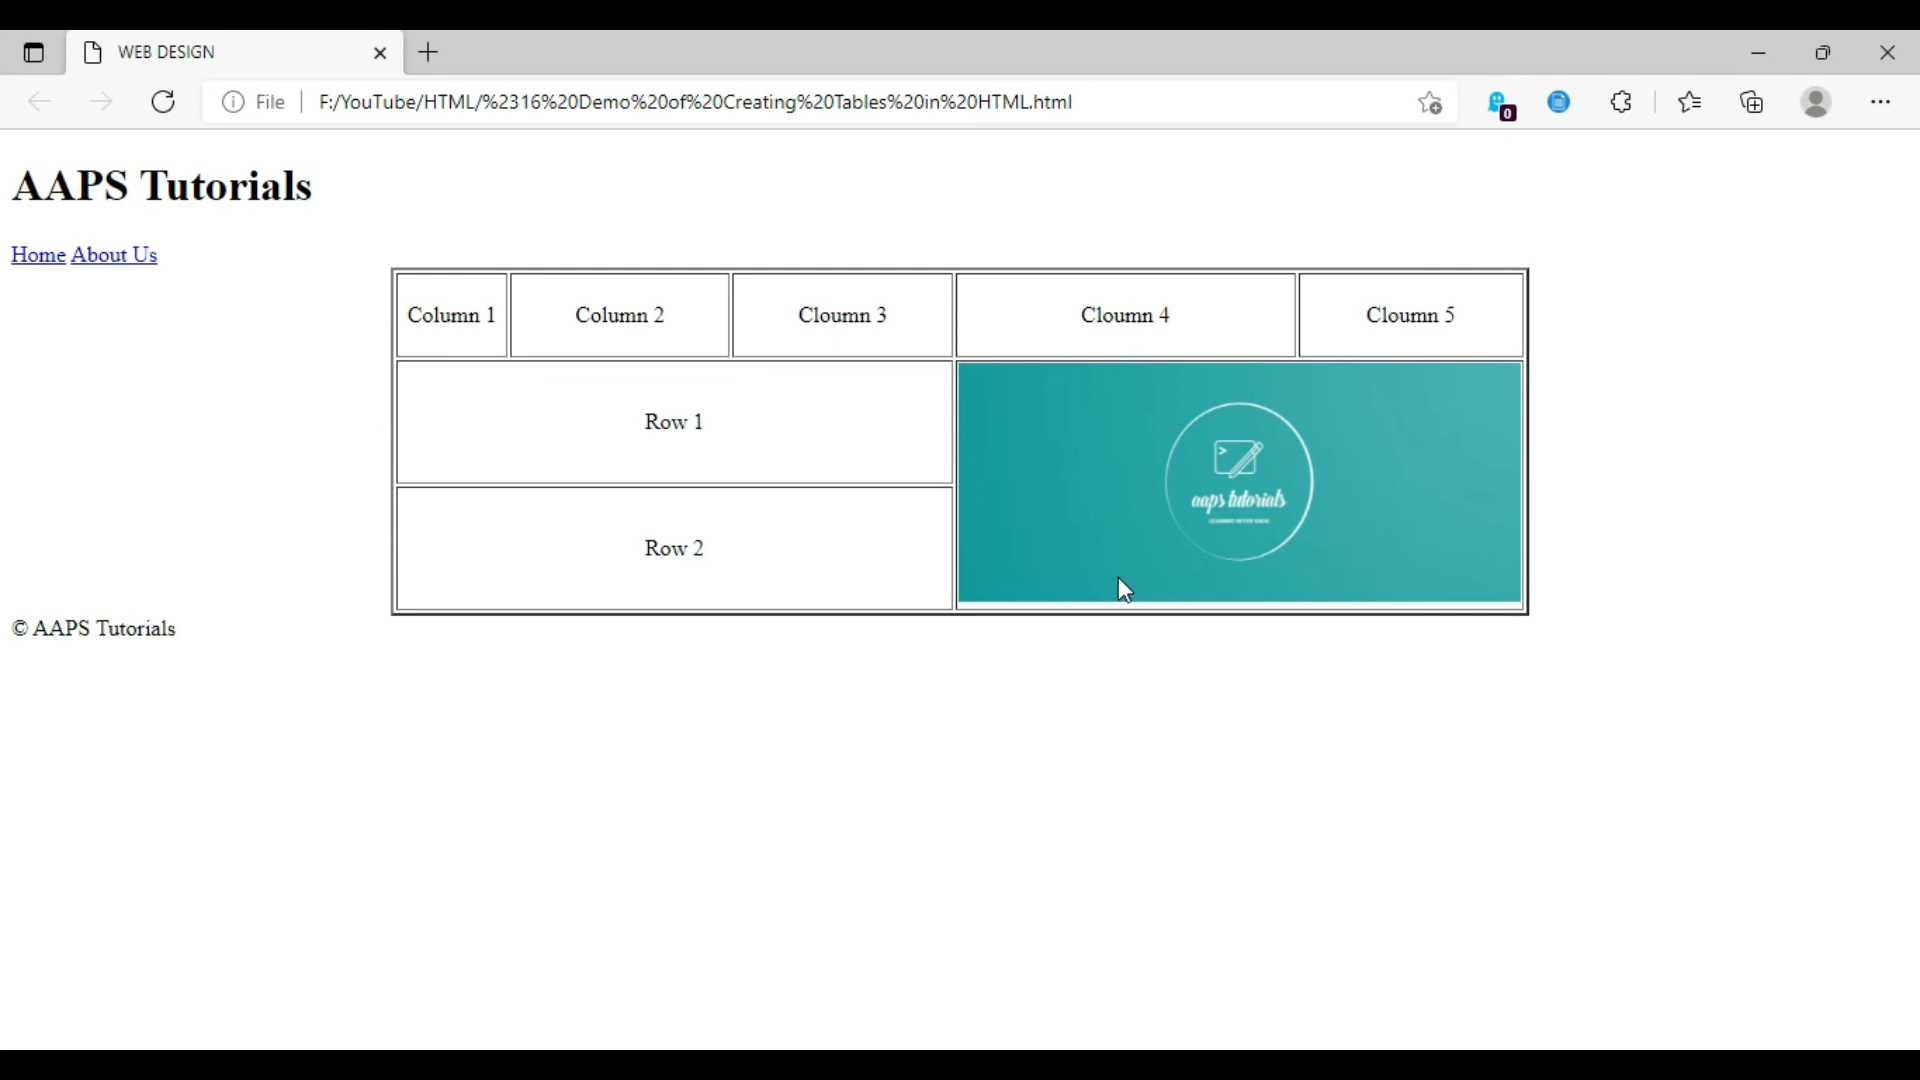 WEB DESIGN
File F:/YouTube/HTML/%2316%20Demo%20of%20Creating%20Tables%20in%20HTML.html
0
AAPS Tutorials
Home About Us
Column 1 Column 2 Cloumn 3 Cloumn 4 Cloumn 5
Row 1
aaps tutorials
Row 2
© AAPS Tutorials